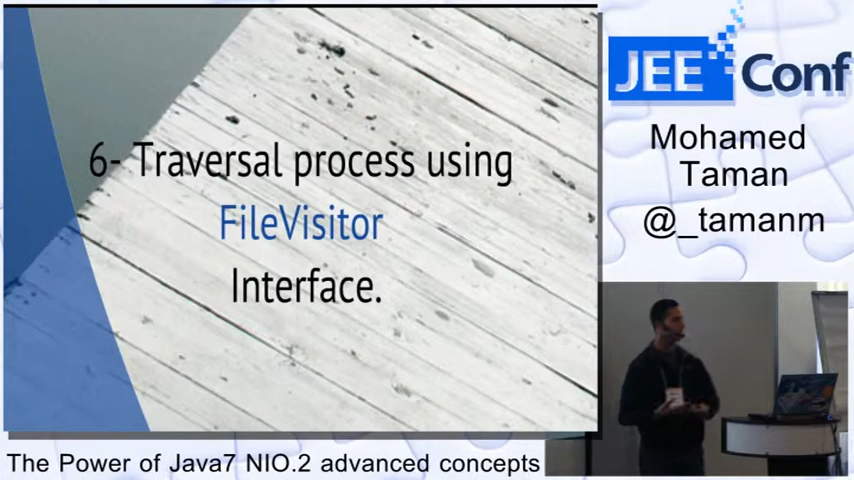 6- Traversal process using
FileVisitor
Interface.
JEE Conf
Mohamed
Taman
@_tamanm
The Power of Java7 NIO.2 advanced concepts